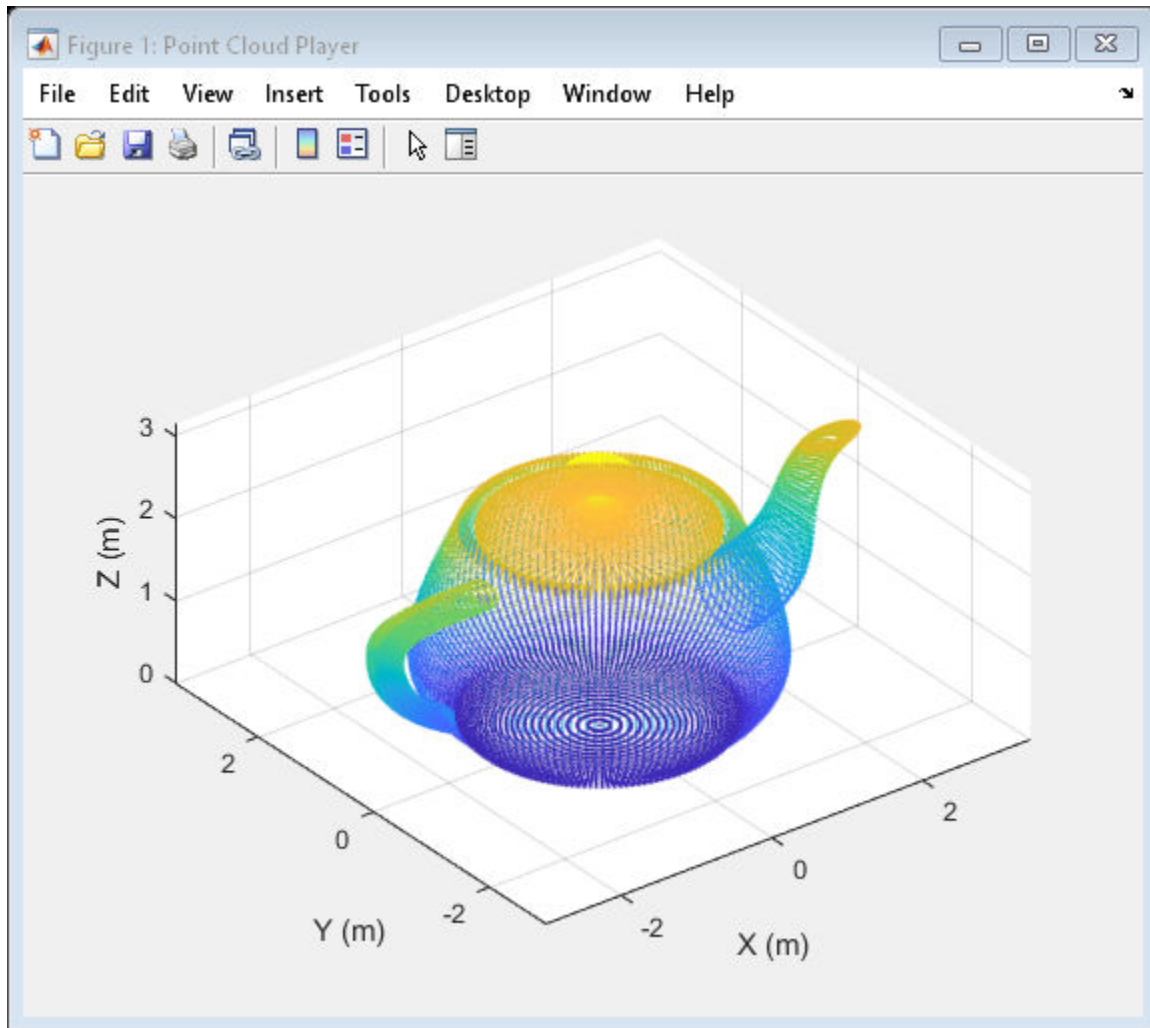 Figure 1: Point Cloud Player
File Edit View Insert Tools Desktop Window Help
3
2
1
0
Z (m)
2
0
-2
Y (m)
2
0
-2
X (m)